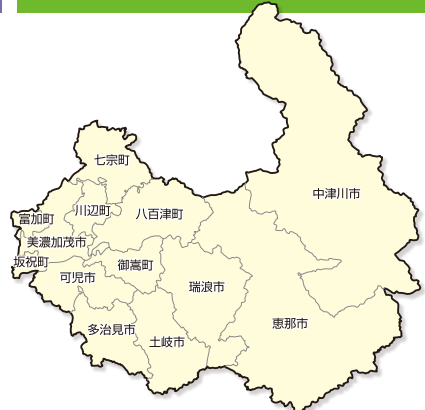 七宗町
中津川市
川辺町
八百津町
富加町
美濃加茂市
坂祝町
御嵩町
可児市
瑞浪市
恵那市
多治見市
土岐市